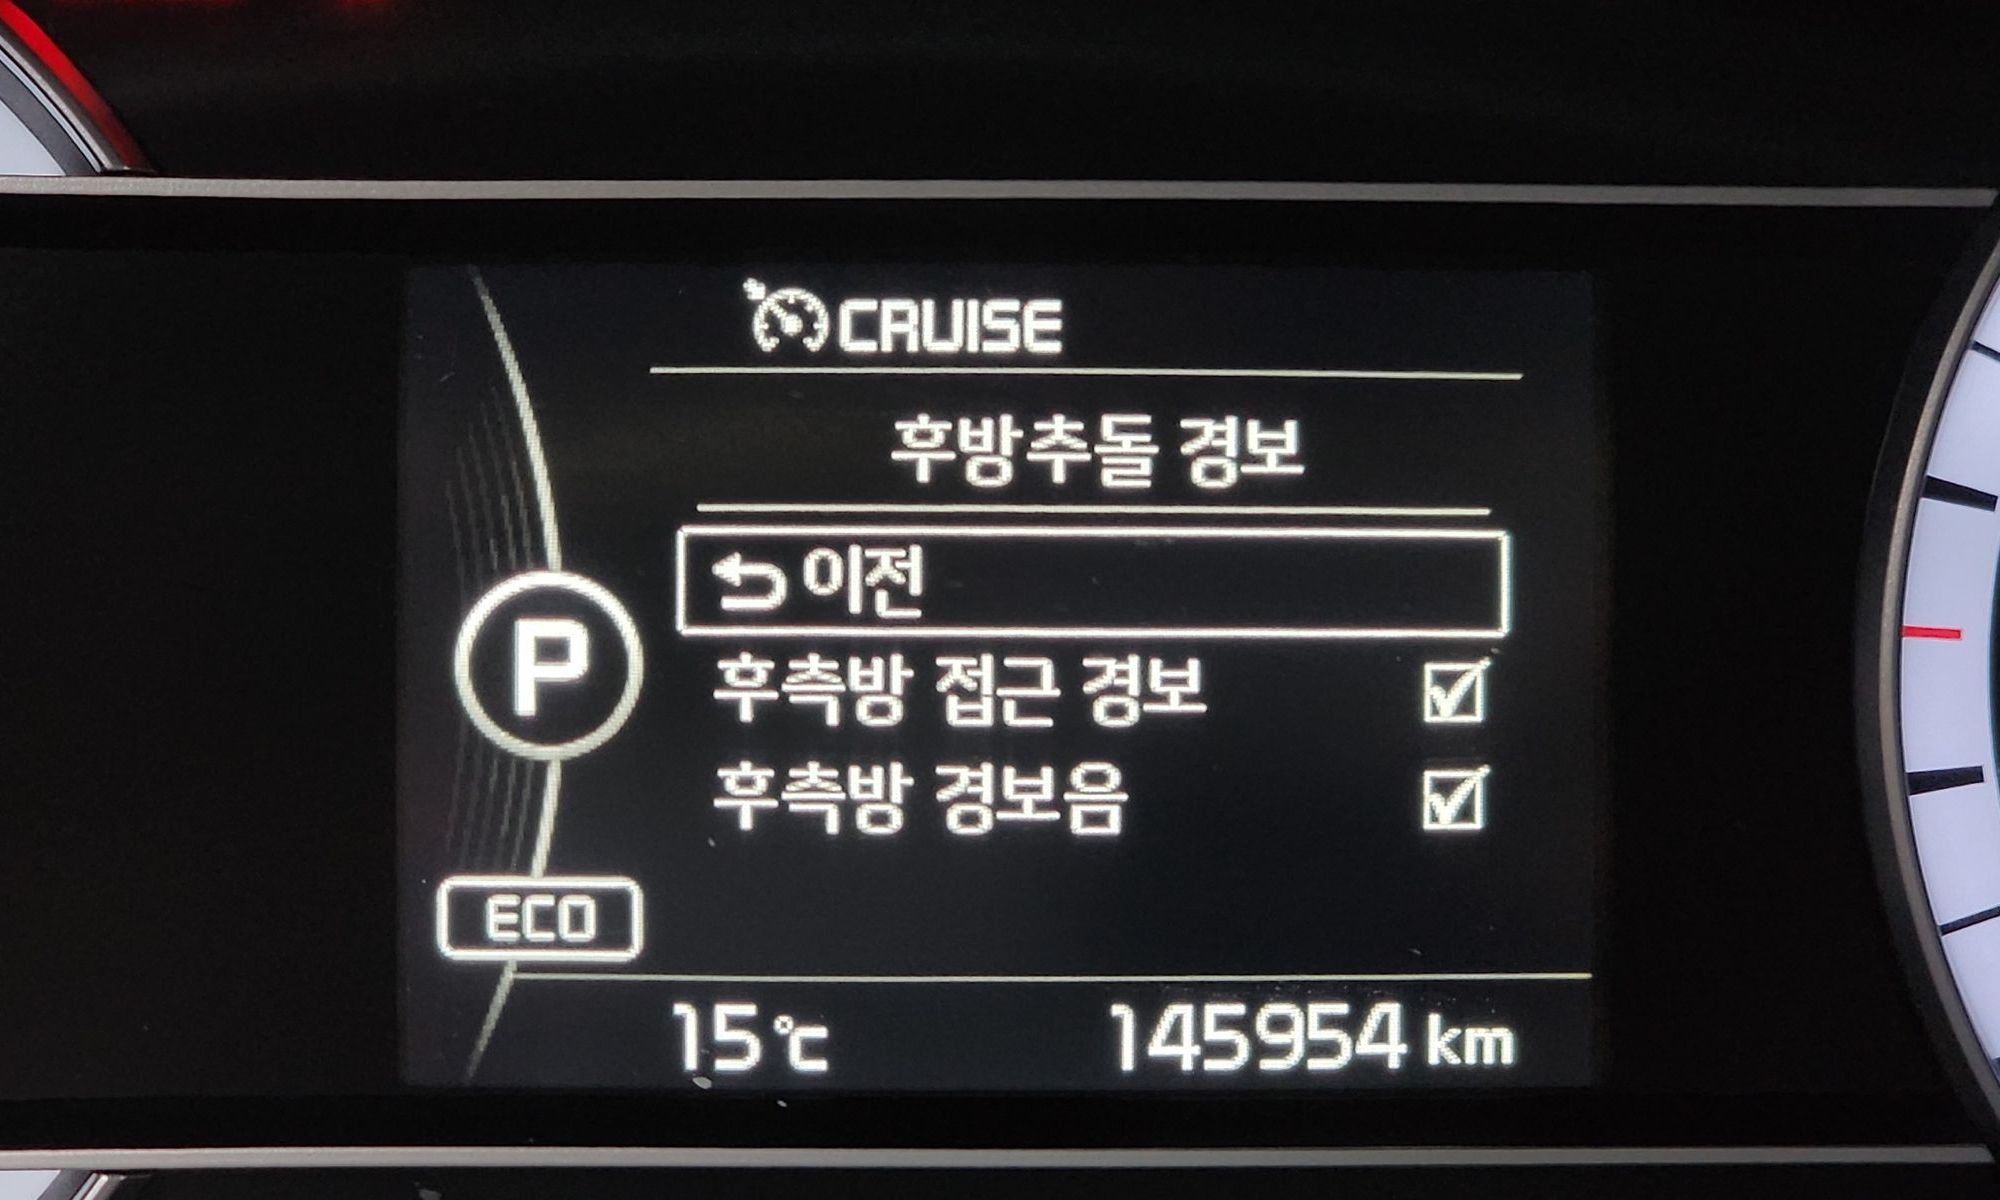 CRUISE
후방추돌 경보
이전
후측방 접근 경보
P
후측방 경보음
ECO
15℃ 145954 km